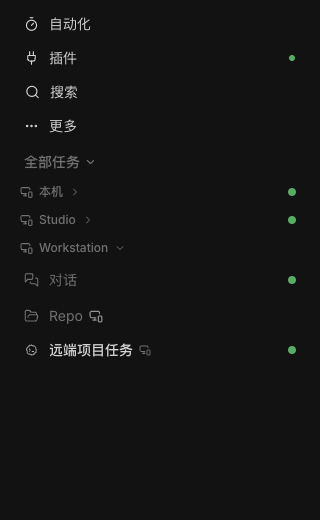 自动化
插件
搜索
更多
全部任务
本机
Studio
Workstation
对话
Repo
远端项目任务